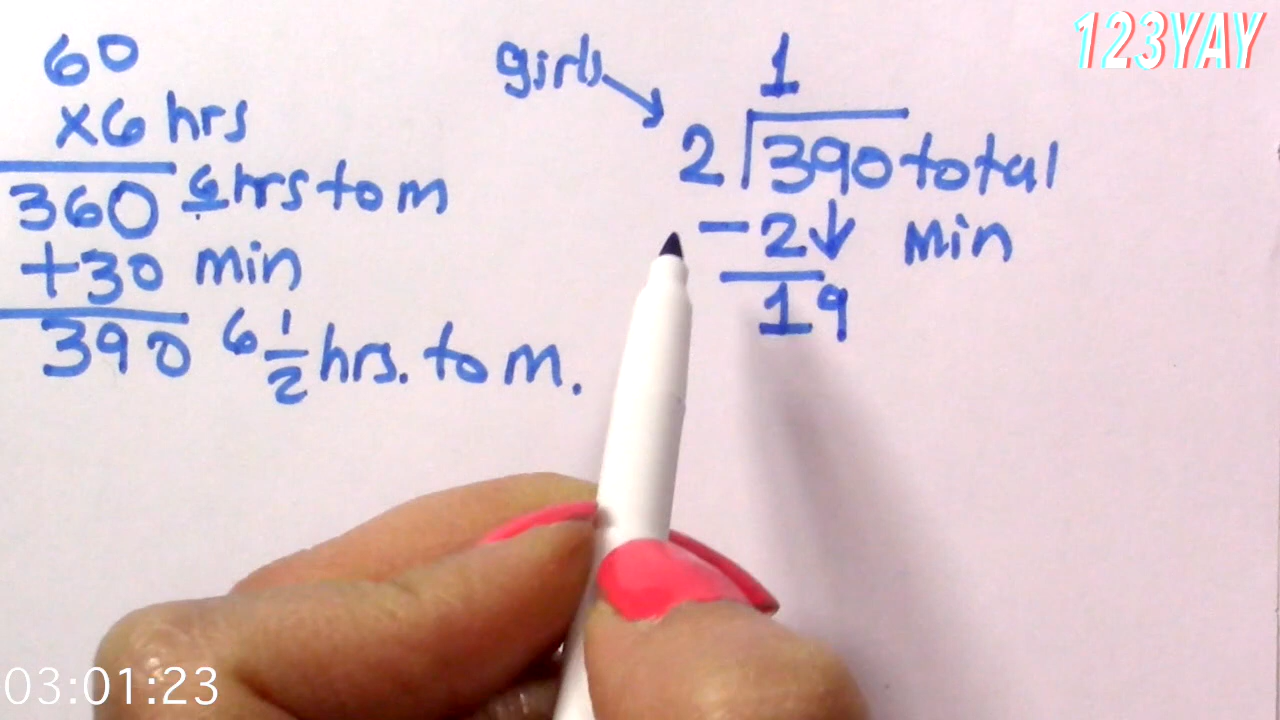 60
x6 hrs
360 6 hrs to m
+30 min
390 6 1/2 hrs. to m.
girls
1
2 390 total
-2 min
19
123YAY
03:01:23